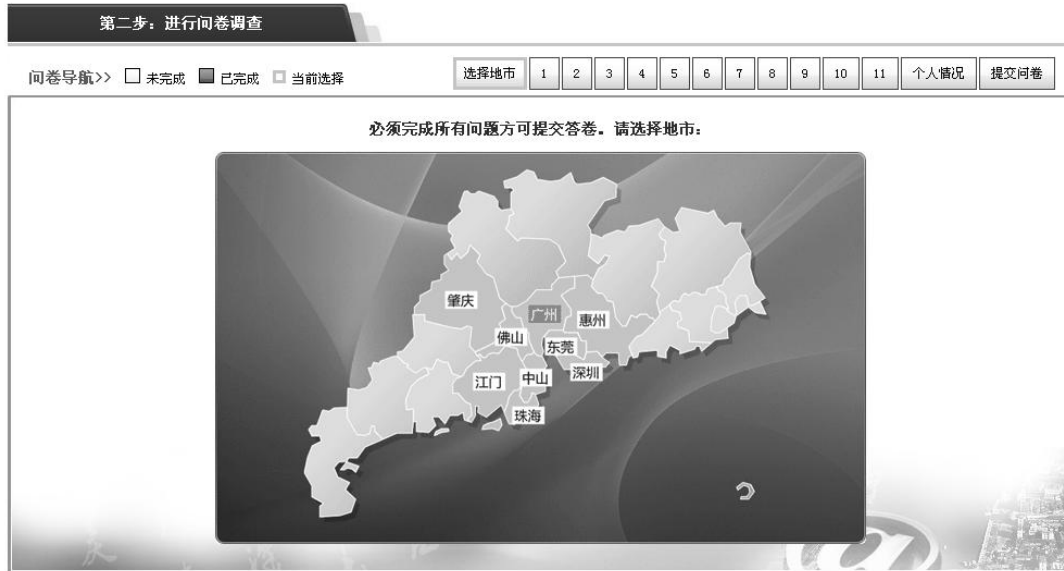 第二步：进行问卷调查
问卷导航>> 未完成 已完成 当前选择
选择地市 1 2 3 4 5 6 7 8 9 10 11 个人情况 提交问卷
必须完成所有问题方可提交答卷。请选择地市：
肇庆
广州
惠州
佛山
东莞
江门
中山
深圳
珠海
@